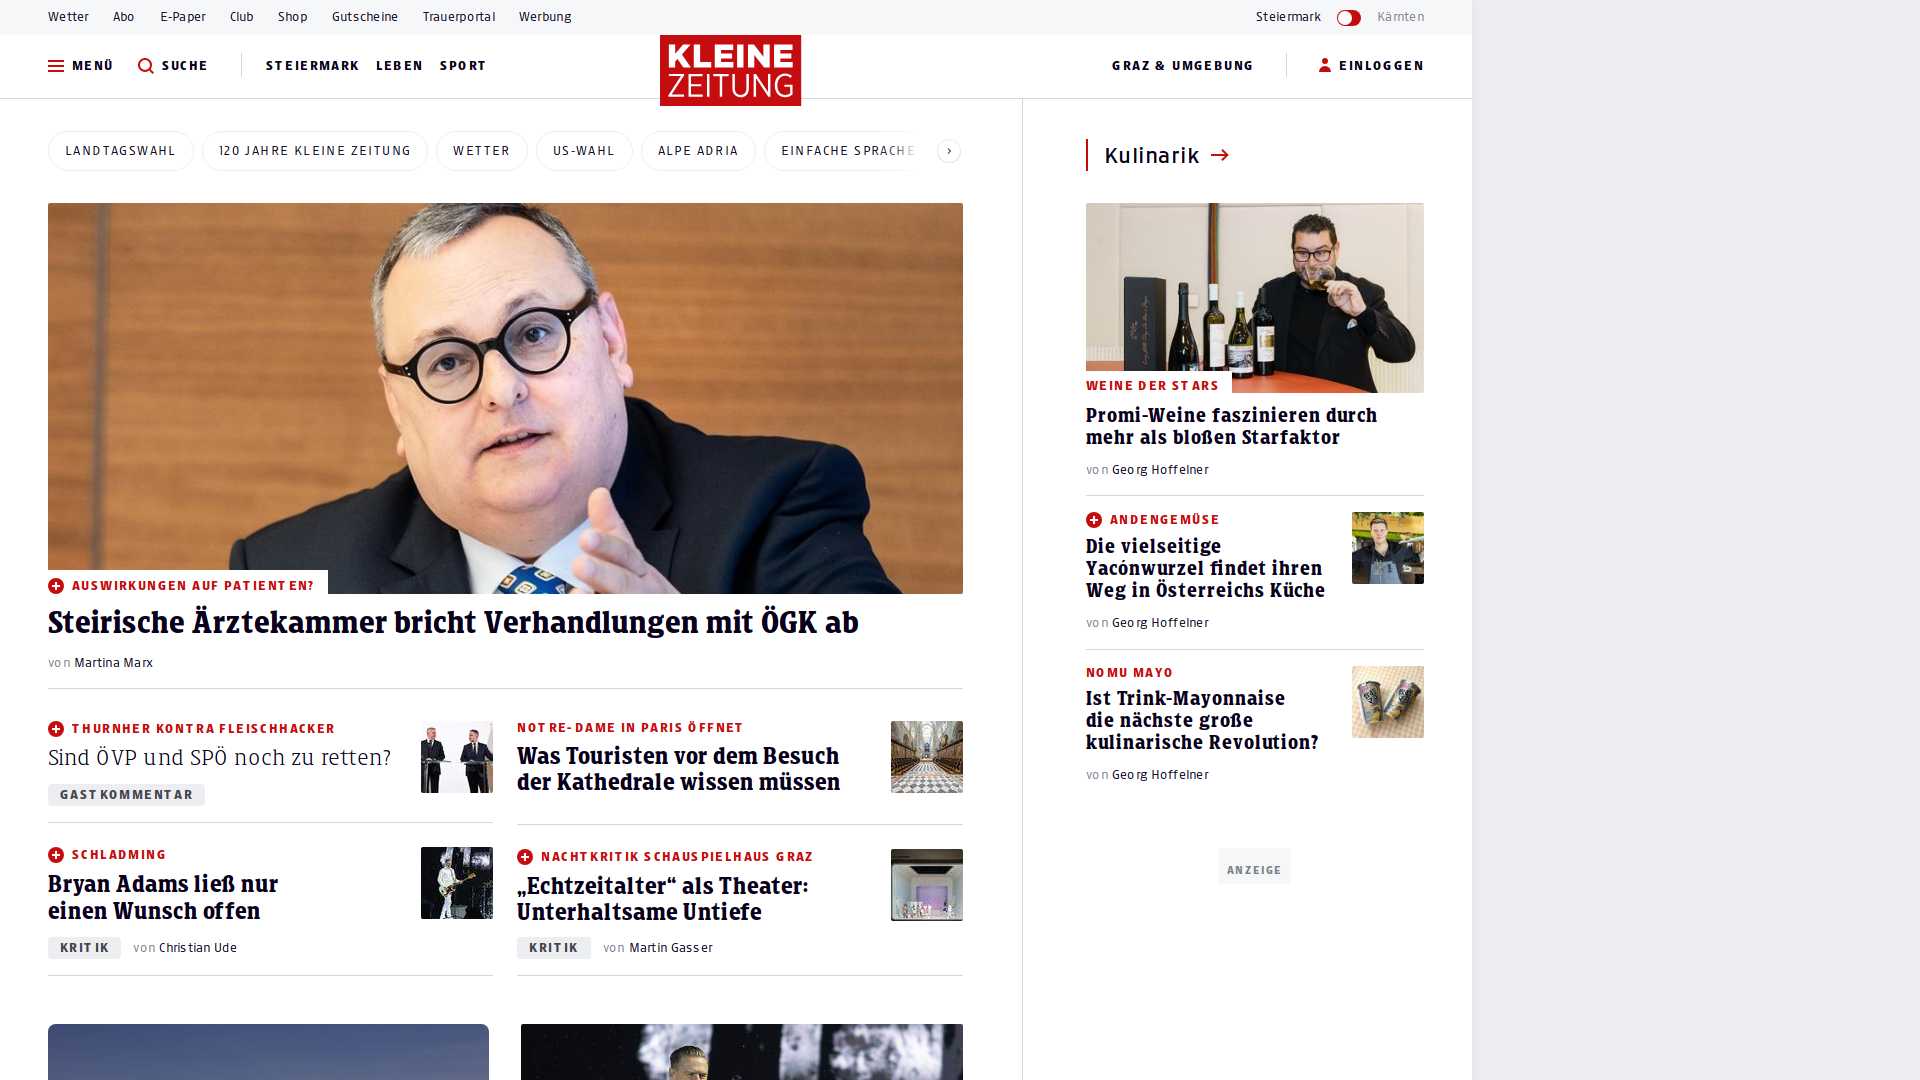 Wetter Abo E-Paper Club Shop Gutscheine Trauerportal Werbung Steiermark Kärnten
MENÜ SUCHE STEIERMARK LEBEN SPORT KLEINE ZEITUNG GRAZ & UMGEBUNG EINLOGGEN
LANDTAGSWAHL 120 JAHRE KLEINE ZEITUNG WETTER US-WAHL ALPE ADRIA EINFACHE SPRACHE
AUSWIRKUNGEN AUF PATIENTEN?
Steirische Ärztekammer bricht Verhandlungen mit ÖGK ab
von Martina Marx
THURNHER KONTRA FLEISCHHACKER
Sind ÖVP und SPÖ noch zu retten?
GASTKOMMENTAR
NOTRE-DAME IN PARIS ÖFFNET
Was Touristen vor dem Besuch
der Kathedrale wissen müssen
SCHLADMING
Bryan Adams ließ nur
einen Wunsch offen
KRITIK von Christian Ude
NACHTKRITIK SCHAUSPIELHAUS GRAZ
„Echtzeitalter“ als Theater:
Unterhaltsame Untiefe
KRITIK von Martin Gasser
Kulinarik
WEINE DER STARS
Promi-Weine faszinieren durch
mehr als bloßen Starfaktor
von Georg Hoffelner
ANDENGEMÜSE
Die vielseitige
Yacónwurzel findet ihren
Weg in Österreichs Küche
von Georg Hoffelner
NOMU MAYO
Ist Trink-Mayonnaise
die nächste große
kulinarische Revolution?
von Georg Hoffelner
ANZEIGE